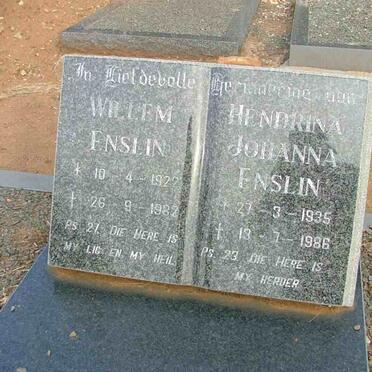 In Liefdevolle Herinnering aan
WILLEM
ENSLIN
10-4-1922
26-9-1982
PS 27. DIE HERE IS
MY LIG EN MY HEIL
HENDRINA
JOHANNA
ENSLIN
27-3-1935
13-7-1986
PS 23 DIE HERE IS
MY HERDER